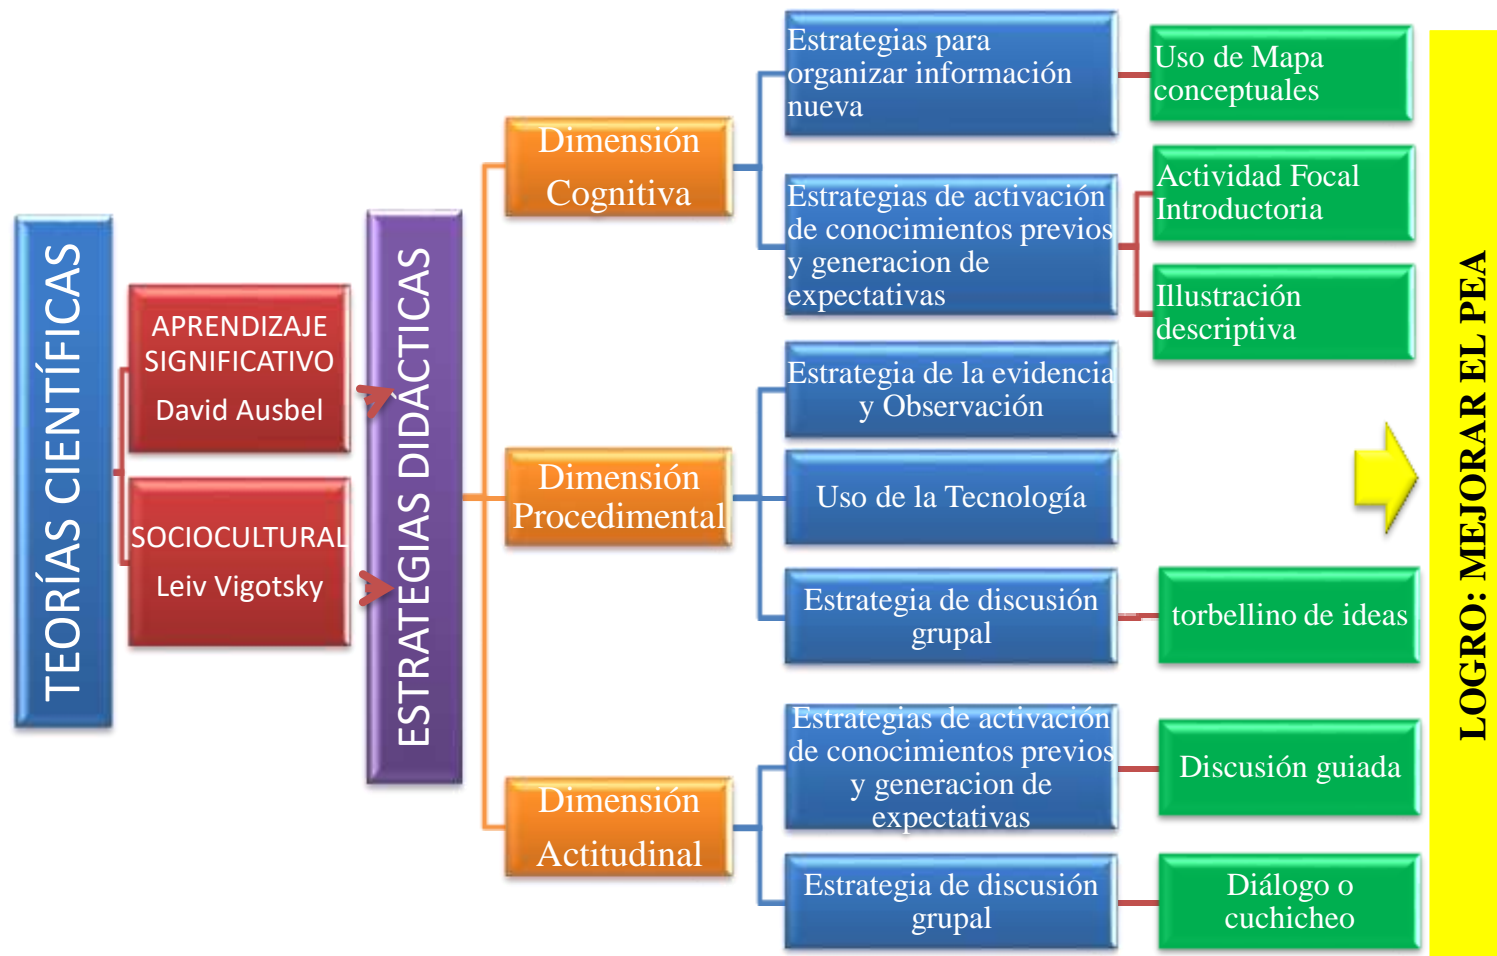 TEORÍAS CIENTÍFICAS
APRENDIZAJE
SIGNIFICATIVO
David Ausbel
SOCIOCULTURAL
Leiv Vigotsky
ESTRATEGIAS DIDÁCTICAS
Dimensión
Cognitiva
Estrategias para
organizar información
nueva
Uso de Mapa
conceptuales
Estrategias de activación
de conocimientos previos
y generacion de
expectativas
Actividad Focal
Introductoria
Illustración
descriptiva
Dimensión
Procedimental
Estrategia de la evidencia
y Observación
Uso de la Tecnología
Estrategia de discusión
grupal
torbellino de ideas
Dimensión
Actitudinal
Estrategias de activación
de conocimientos previos
y generacion de
expectativas
Discusión guiada
Estrategia de discusión
grupal
Diálogo o
cuchicheo
LOGRO: MEJORAR EL PEA